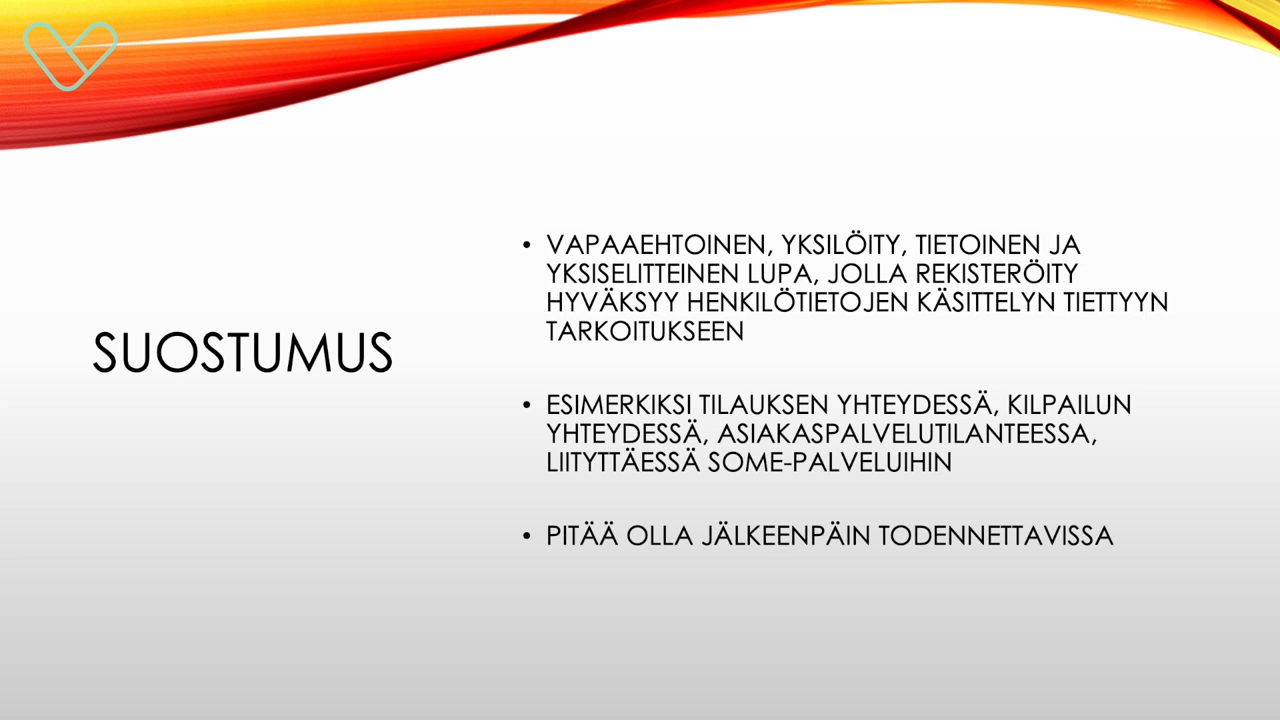 SUOSTUMUS
• VAPAAEHTOINEN, YKSILÖITY, TIETOINEN JA
YKSISELITTEINEN LUPA, JOLLA REKISTERÖITY
HYVÄKSYY HENKILÖTIETOJEN KÄSITTELYN TIETTYYN
TARKOITUKSEEN
• ESIMERKIKSI TILAUKSEN YHTEYDESSÄ, KILPAILUN
YHTEYDESSÄ, ASIAKASPALVELUTILANTEESSA,
LIITYTTÄESSÄ SOME-PALVELUIHIN
• PITÄÄ OLLA JÄLKEENPÄIN TODENNETTAVISSA